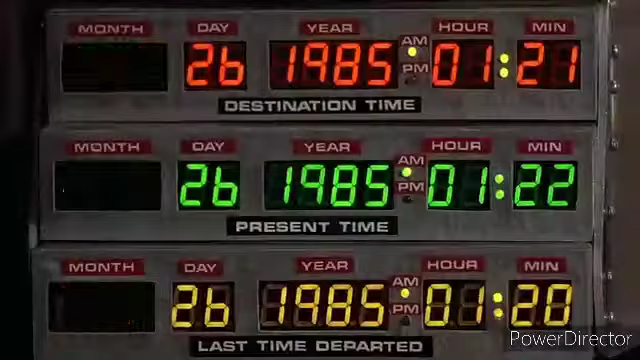 MONTH DAY YEAR AM PM HOUR MIN
26 1985 01:21
DESTINATION TIME
MONTH DAY YEAR AM PM HOUR MIN
26 1985 01:22
PRESENT TIME
MONTH DAY YEAR AM PM HOUR MIN
26 1985 01:20
LAST TIME DEPARTED
PowerDirector